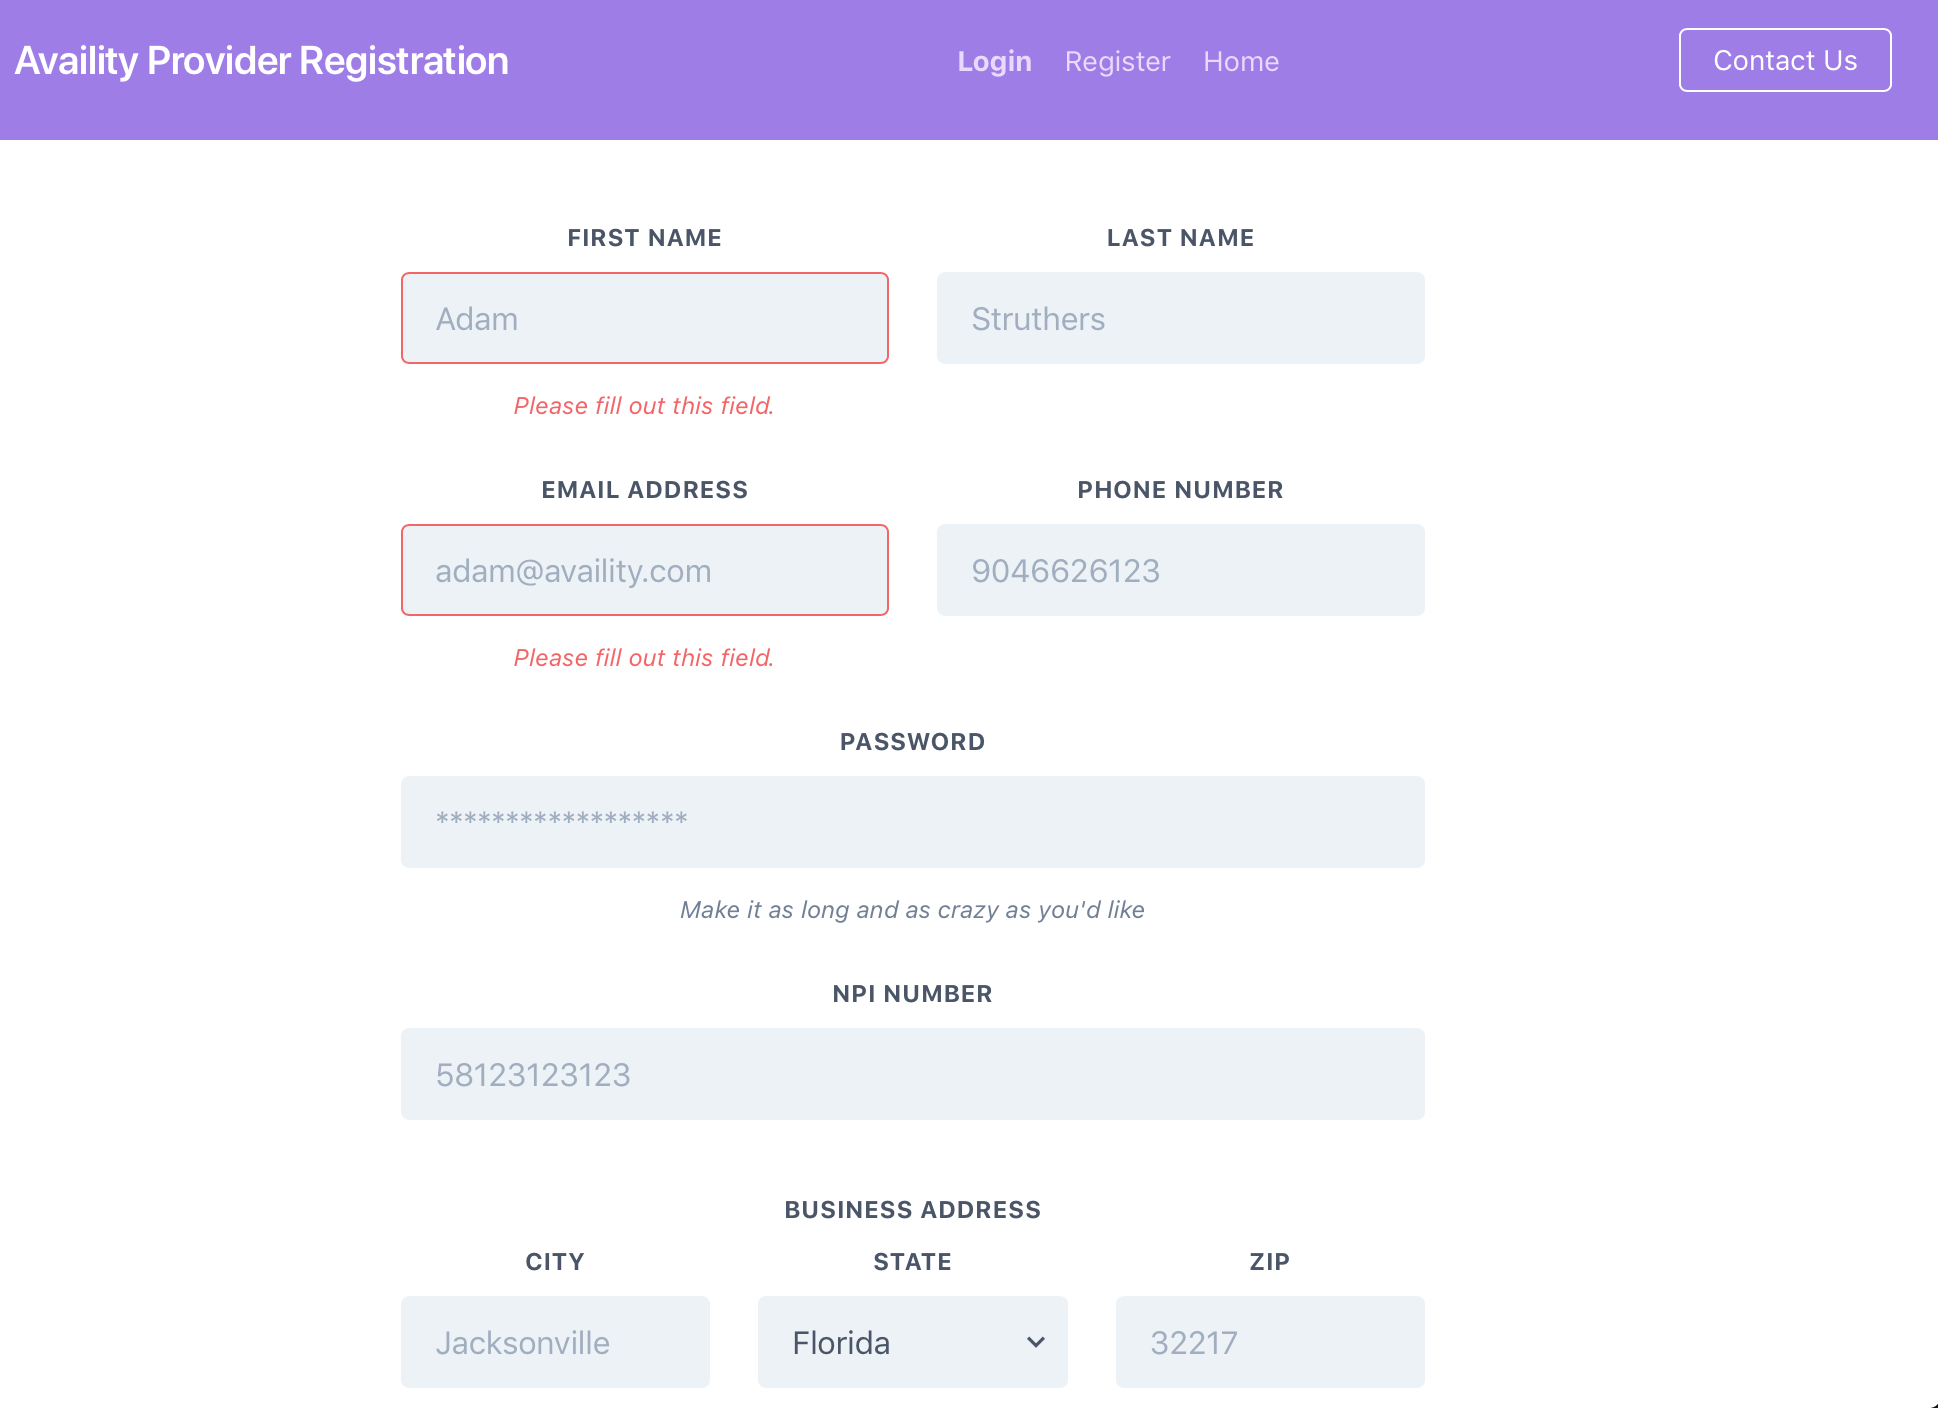 Availity Provider Registration
Login Register Home
Contact Us
FIRST NAME LAST NAME
Adam Struthers
Please fill out this field.
EMAIL ADDRESS PHONE NUMBER
adam@availity.com 9046626123
Please fill out this field.
PASSWORD
******************
Make it as long and as crazy as you'd like
NPI NUMBER
58123123123
BUSINESS ADDRESS
CITY STATE ZIP
Jacksonville Florida 32217